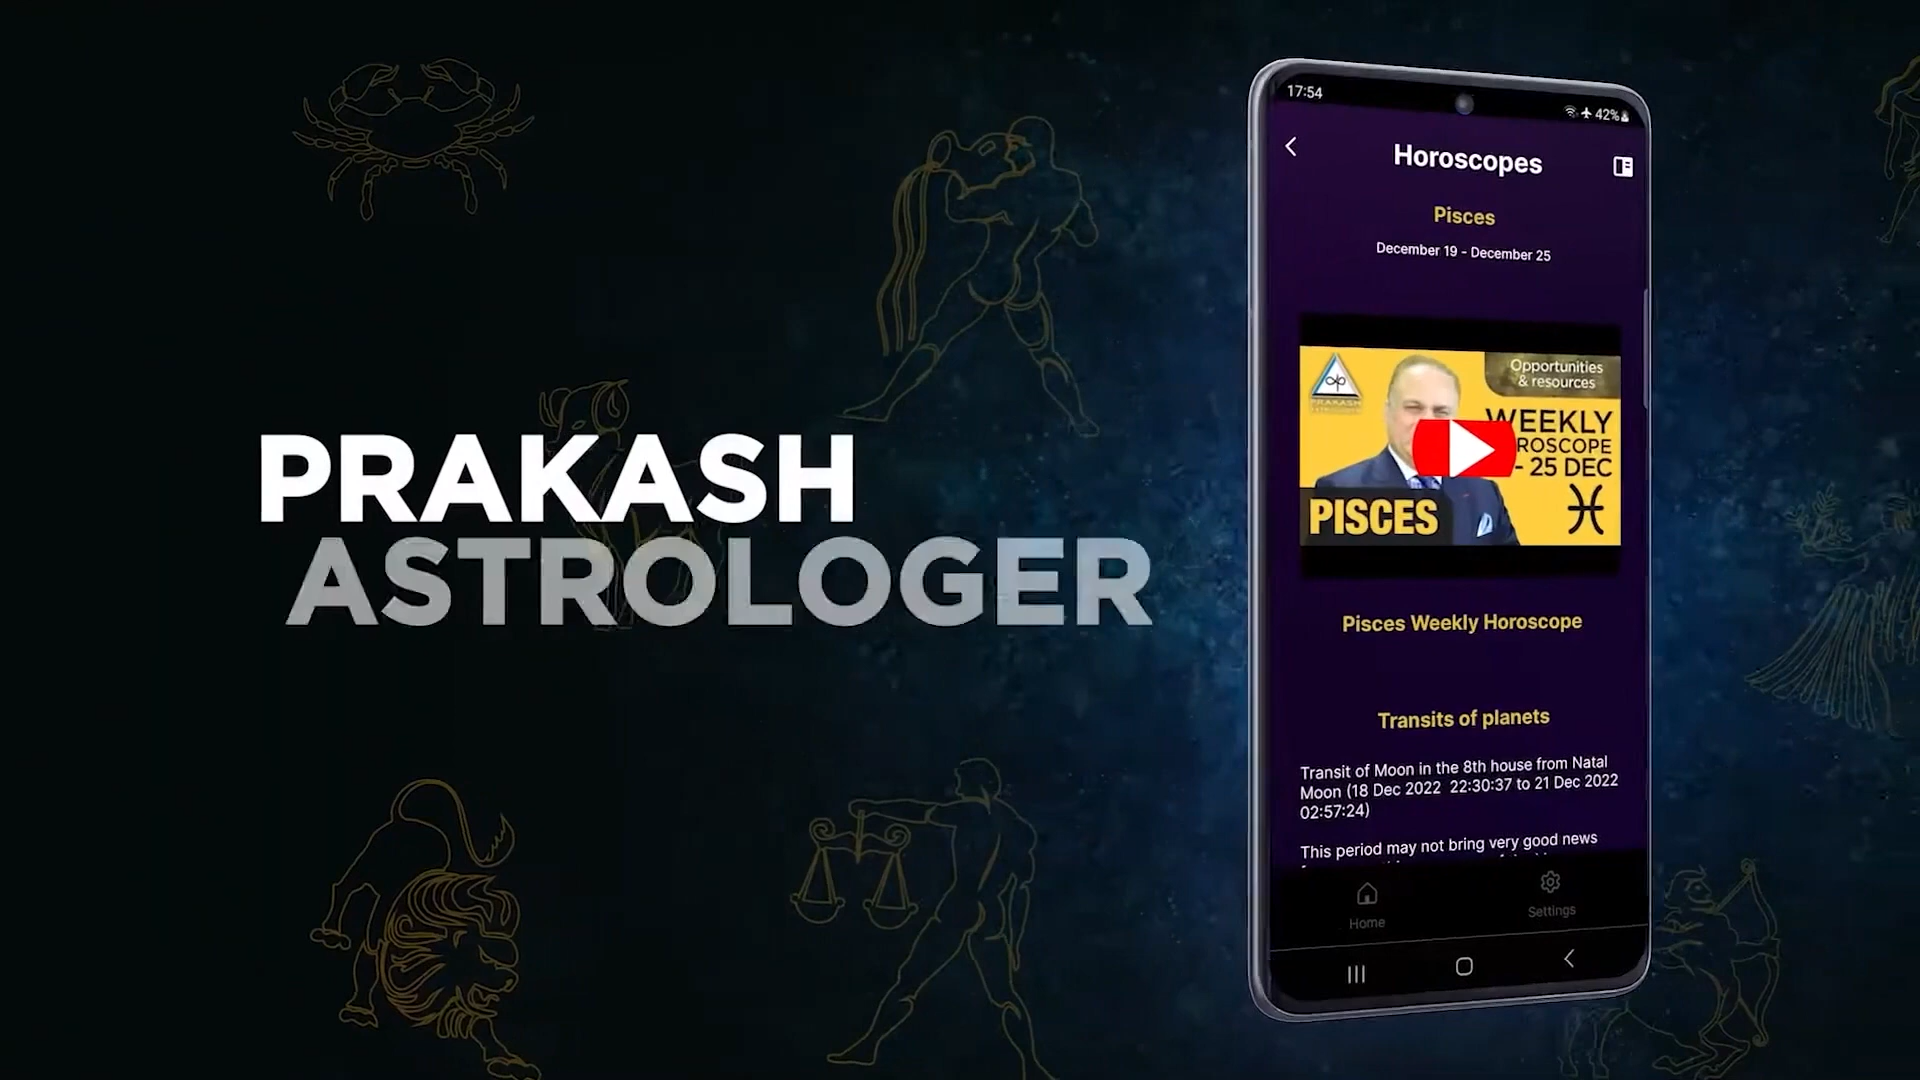 PRAKASH
ASTROLOGER
17:54
42%
Horoscopes
Pisces
December 19 - December 25
PRAKASH
Opportunities
& resources
WEEKLY
ROSCOPE
- 25 DEC
PISCES
Pisces Weekly Horoscope
Transits of planets
Transit of Moon in the 8th house from Natal
Moon (18 Dec 2022 22:30:37 to 21 Dec 2022
02:57:24)
This period may not bring very good news
Home
Settings